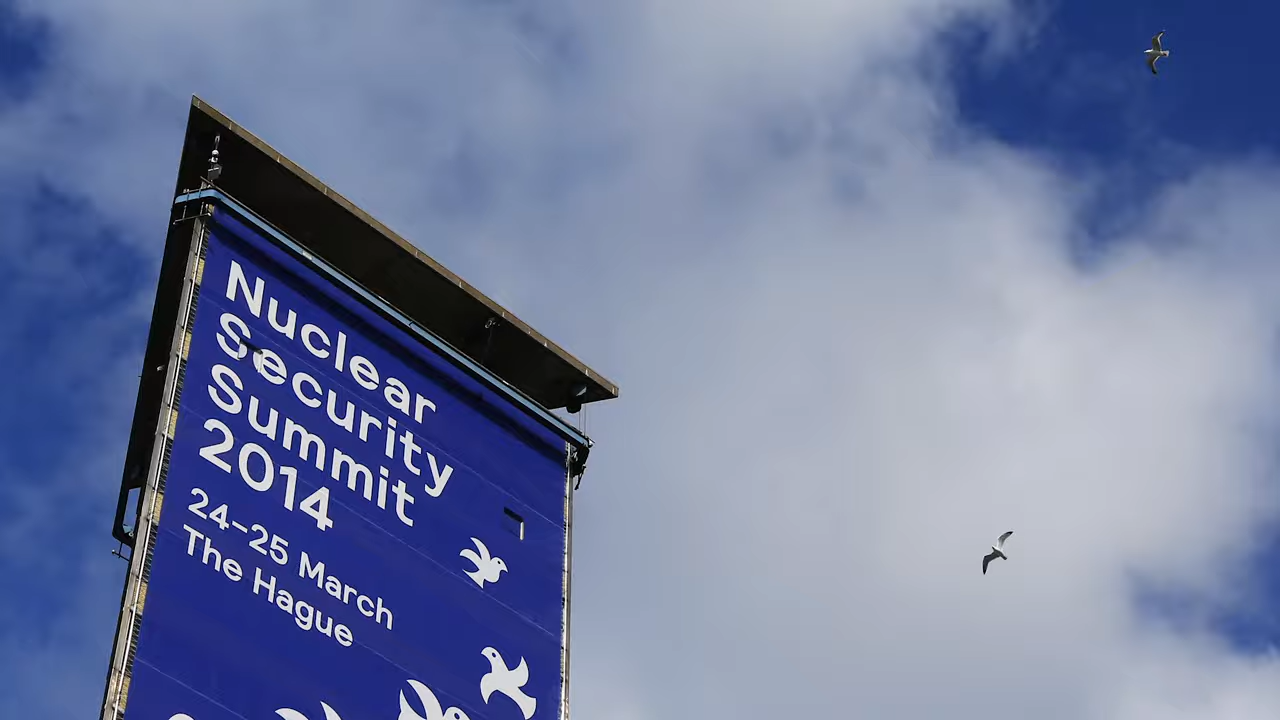 Nuclear
Security
Summit
2014
24–25 March
The Hague